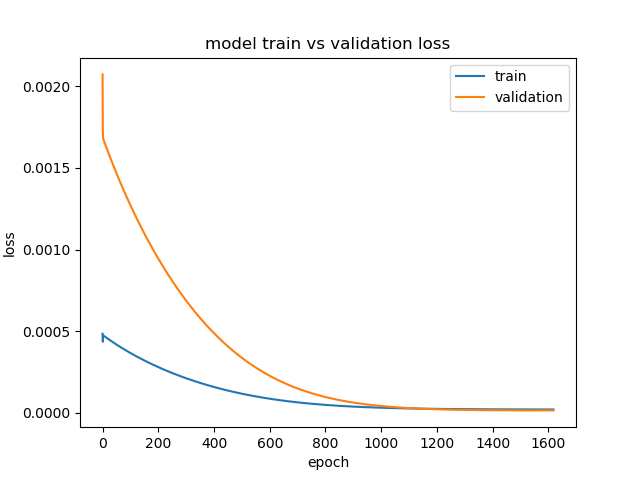 model train vs validation loss
train
validation
0.0020
0.0015
0.0010
0.0005
0.0000
loss
0 200 400 600 800 1000 1200 1400 1600
epoch